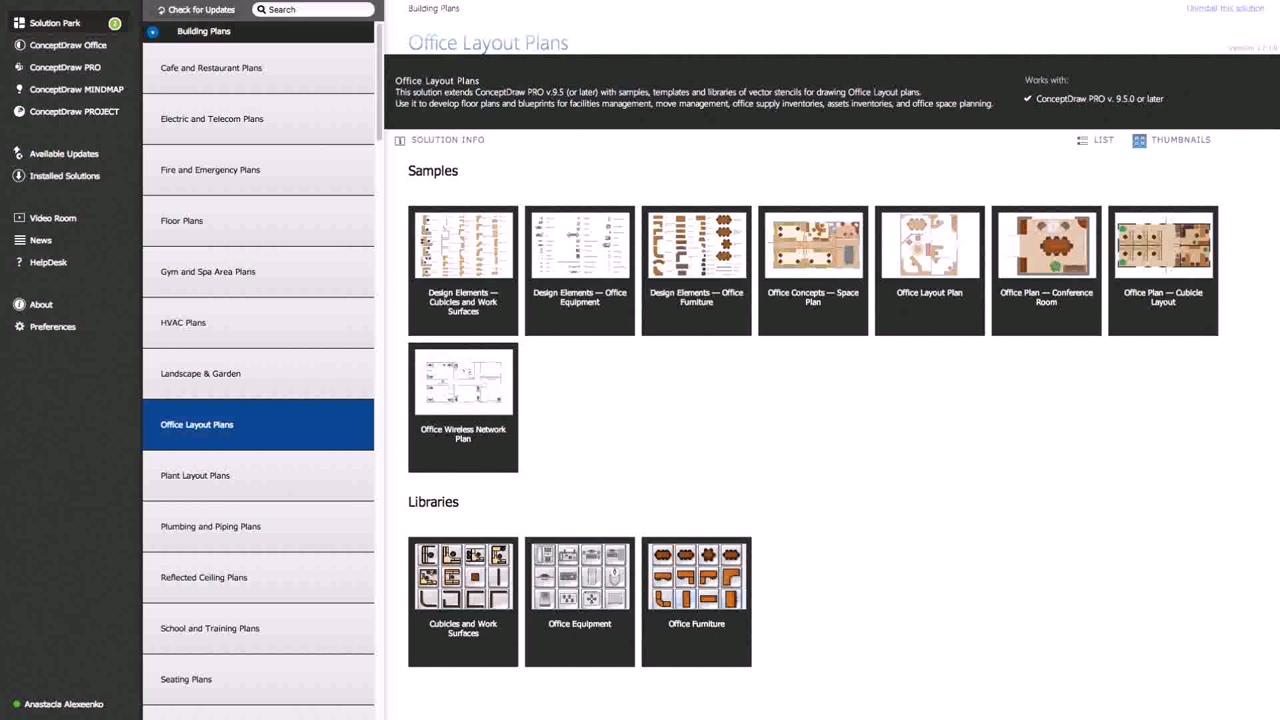 Solution Park
2
ConceptDraw Office
ConceptDraw PRO
ConceptDraw MINDMAP
ConceptDraw PROJECT
Available Updates
Installed Solutions
Video Room
News
HelpDesk
About
Preferences
Anastacia Alexeenko
Check for Updates
Search
Building Plans
Cafe and Restaurant Plans
Electric and Telecom Plans
Fire and Emergency Plans
Floor Plans
Gym and Spa Area Plans
HVAC Plans
Landscape & Garden
Office Layout Plans
Plant Layout Plans
Plumbing and Piping Plans
Reflected Ceiling Plans
School and Training Plans
Seating Plans
Building Plans
Uninstall this solution
Office Layout Plans
Office Layout Plans
This solution extends ConceptDraw PRO v.9.5 (or later) with samples, templates and libraries of vector stencils for drawing Office Layout plans.
Use it to develop floor plans and blueprints for facilities management, move management, office supply inventories, assets inventories, and office space planning.
Works with:
ConceptDraw PRO v. 9.5.0 or later
SOLUTION INFO
LIST
THUMBNAILS
Samples
Design Elements — Cubicles and Work Surfaces
Design Elements — Office Equipment
Design Elements — Office Furniture
Office Concepts — Space Plan
Office Layout Plan
Office Plan — Conference Room
Office Plan — Cubicle Layout
Office Wireless Network Plan
Libraries
Cubicles and Work Surfaces
Office Equipment
Office Furniture